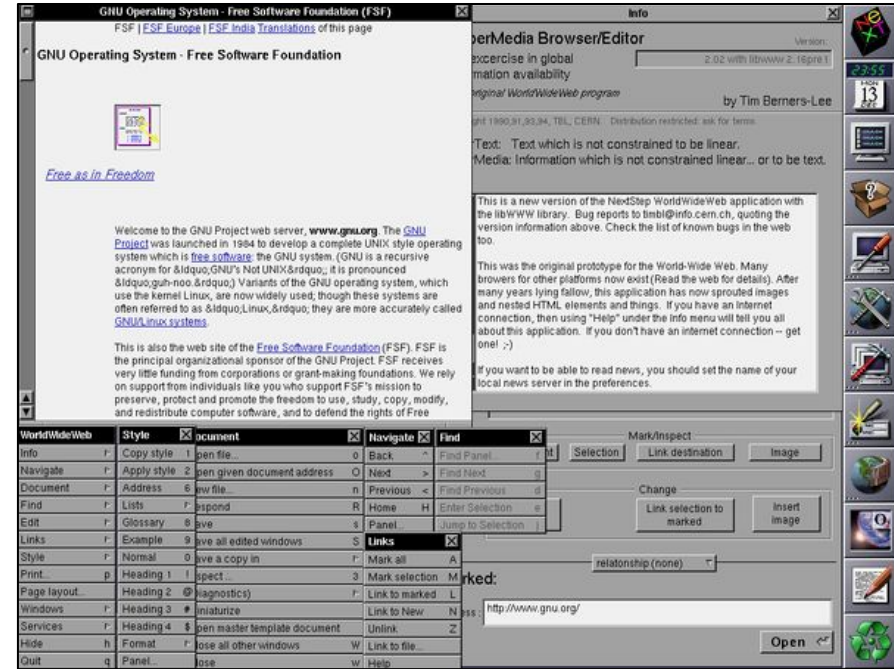 GNU Operating System - Free Software Foundation (FSF)
FSF | FSF Europe | FSF India Translations of this page
GNU Operating System - Free Software Foundation
Free as in Freedom
Welcome to the GNU Project web server, www.gnu.org. The GNU
Project was launched in 1984 to develop a complete UNIX style operating
system which is free software: the GNU system. (GNU is a recursive
acronym for &ldquo;GNU's Not UNIX&rdquo;; it is pronounced
&ldquo;guh-noo.&rdquo;) Variants of the GNU operating system, which
use the kernel Linux, are now widely used; though these systems are
often referred to as &ldquo;Linux,&rdquo; they are more accurately called
GNU/Linux systems.
This is also the web site of the Free Software Foundation (FSF). FSF is
the principal organizational sponsor of the GNU Project. FSF receives
very little funding from corporations or grant-making foundations. We rely
on support from individuals like you who support FSF's mission to
preserve, protect and promote the freedom to use, study, copy, modify,
and redistribute computer software, and to defend the rights of Free
Info
perMedia Browser/Editor
Version:
excercise in global
2.02 with libwww 2.16pre1
mation availability
original WorldWideWeb program
by Tim Berners-Lee
ght 1990,91,93,94, TBL, CERN. Distribution restricted: ask for terms.
Text: Text which is not constrained to be linear.
Media: Information which is not constrained linear... or to be text.
This is a new version of the NextStep WorldWideWeb application with
the libWWW library. Bug reports to timbl@info.cern.ch, quoting the
version information above. Check the list of known bugs in the web
too.
This was the original prototype for the World-Wide Web. Many
browsers for other platforms now exist (Read the web for details). After
many years lying fallow, this application has now sprouted images
and nested HTML elements and things. If you have an Internet
connection, then using "Help" under the Info menu will tell you all
about this application. If you don't have an internet connection -- get
one! ;-)
If you want to be able to read news, you should set the name of your
local news server in the preferences.
WorldWideWeb
Info
Navigate
Document
Find
Edit
Links
Style
Print... p
Page layout...
Windows
Services
Hide h
Quit q
Style
Copy style 1
Apply style 2
Address 6
Lists
Glossary 8
Example 9
Normal 0
Heading 1 !
Heading 2 @
Heading 3 #
Heading 4 $
Format
Panel...
ocument
pen file... o
pen given document address O
ew file... n
espond R
ave s
ave all edited windows S
ave a copy in
spect... 3
iagnostics)
iniaturize
pen master template document
lose all other windows W
lose w
Navigate
Back ^
Next >
Previous <
Home H
Panel...
Links
Mark all A
Mark selection M
Link to marked L
Link to New N
Unlink Z
Link to file...
Help
Find
Find Panel... f
Find Next g
Find Previous d
Enter Selection e
Jump to Selection j
Mark/Inspect
nt
Selection
Link destination
Image
Change
Link selection to
marked
Insert
image
relatonship (none)
rked:
ess :
http://www.gnu.org/
Open
NeXT
23:55
MON
13
DEC